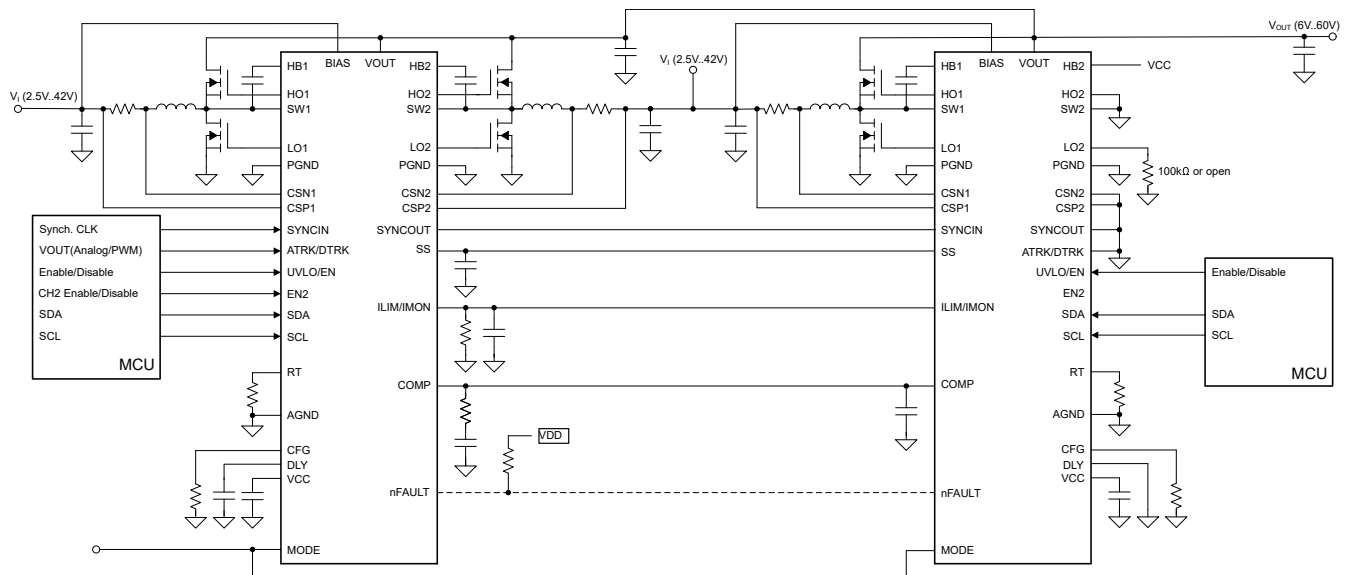 VOUT (6V..60V)
BIAS VOUT
HB1
HO1
SW1
LO1
PGND
CSN1
CSP1
SYNCIN
ATRK/DTRK
UVLO/EN
EN2
SDA
SCL
RT
AGND
CFG
DLY
VCC
MODE
HB2
HO2
SW2
LO2
PGND
CSN2
CSP2
SYNCOUT
SS
ILIM/IMON
COMP
nFAULT
VI (2.5V..42V)
VI (2.5V..42V)
Synch. CLK
VOUT(Analog/PWM)
Enable/Disable
CH2 Enable/Disable
SDA
SCL
MCU
VDD
BIAS VOUT
HB1
HO1
SW1
LO1
PGND
CSN1
CSP1
SYNCIN
SS
ILIM/IMON
COMP
nFAULT
MODE
HB2
HO2
SW2
LO2
PGND
CSN2
CSP2
SYNCOUT
ATRK/DTRK
UVLO/EN
EN2
SDA
SCL
RT
AGND
CFG
DLY
VCC
VCC
100kΩ or open
Enable/Disable
SDA
SCL
MCU